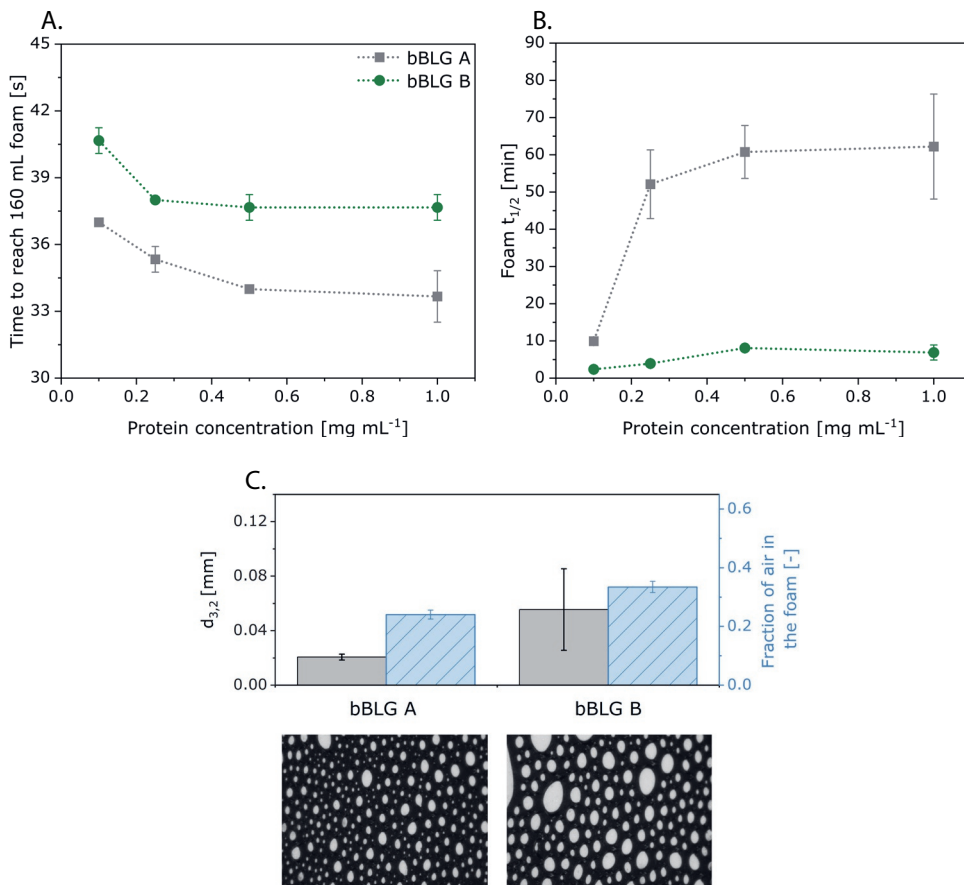 A.
45
42
39
36
33
30
0.0 0.2 0.4 0.6 0.8 1.0
Time to reach 160 mL foam [s]
Protein concentration [mg mL⁻¹]
bBLG A
bBLG B
B.
90
80
70
60
50
40
30
20
10
0
0.0 0.2 0.4 0.6 0.8 1.0
Foam t₁/₂ [min]
Protein concentration [mg mL⁻¹]
C.
0.12
0.08
0.04
0.00
d₃,₂ [mm]
0.6
0.4
0.2
0.0
Fraction of air in
the foam [-]
bBLG A bBLG B